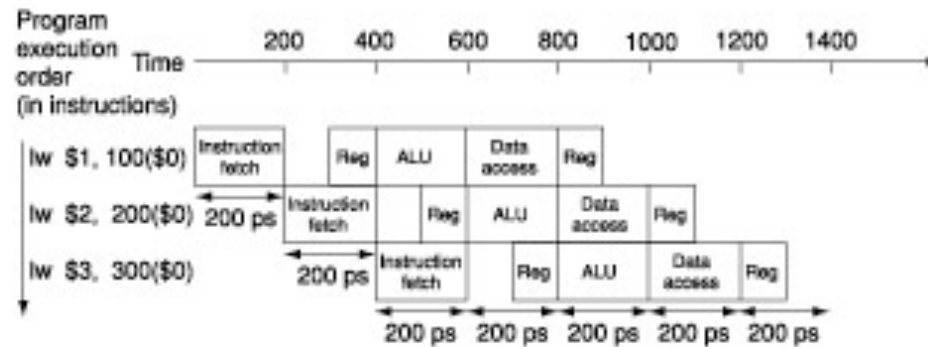 Program
execution
order
(in instructions)
Time
200 400 600 800 1000 1200 1400
lw $1, 100($0)
Instruction
fetch
Reg
ALU
Data
access
Reg
200 ps
lw $2, 200($0)
Instruction
fetch
Reg
ALU
Data
access
Reg
200 ps
lw $3, 300($0)
Instruction
fetch
Reg
ALU
Data
access
Reg
200 ps 200 ps 200 ps 200 ps 200 ps